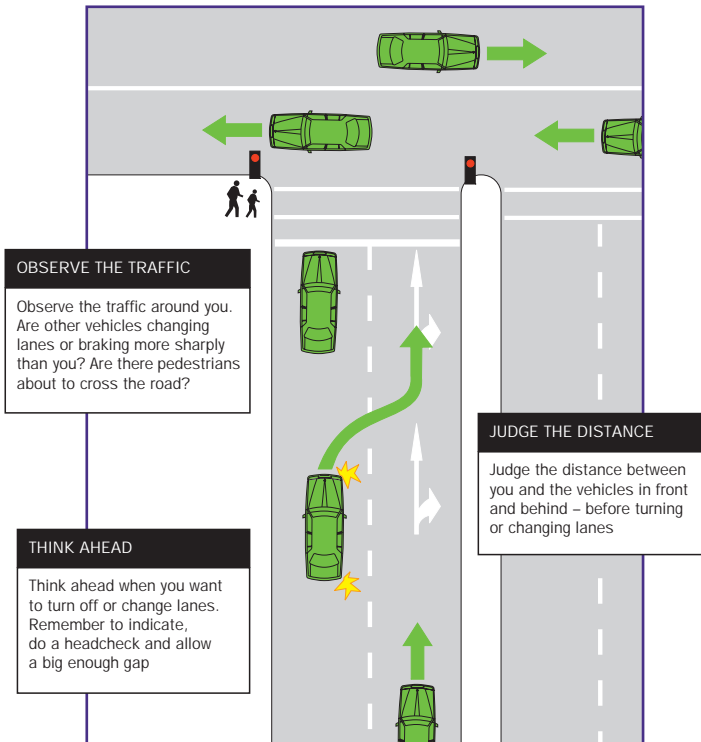 OBSERVE THE TRAFFIC
Observe the traffic around you.
Are other vehicles changing
lanes or braking more sharply
than you? Are there pedestrians
about to cross the road?
JUDGE THE DISTANCE
Judge the distance between
you and the vehicles in front
and behind – before turning
or changing lanes
THINK AHEAD
Think ahead when you want
to turn off or change lanes.
Remember to indicate,
do a headcheck and allow
a big enough gap